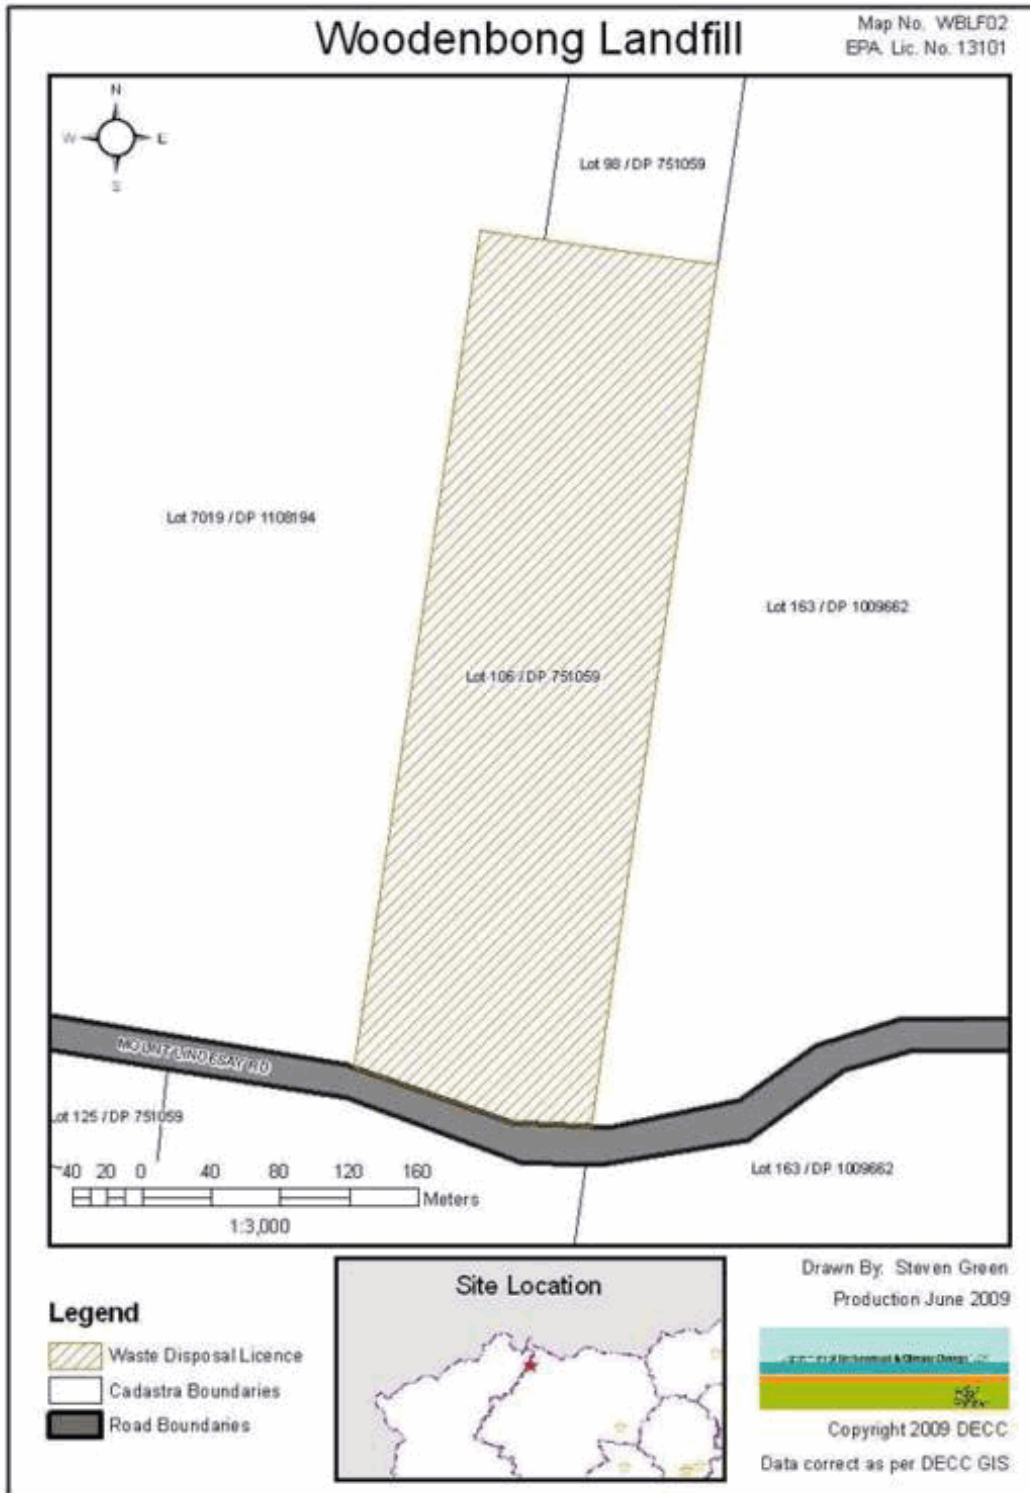 Woodenbong Landfill
Map No. WBLF02
EPA. Lic. No. 13101
N
W
E
S
Lot 98 / DP 751059
Lot 7019 / DP 1108194
Lot 163 / DP 1009662
Lot 106 / DP 751059
MOUNT LINDESAY RD
Lot 125 / DP 751059
Lot 163 / DP 1009662
40 20 0 40 80 120 160
Meters
1:3,000
Legend
Waste Disposal Licence
Cadastra Boundaries
Road Boundaries
Site Location
Drawn By: Steven Green
Production June 2009
Environment & Climate Change
Copyright 2009 DECC
Data correct as per DECC GIS